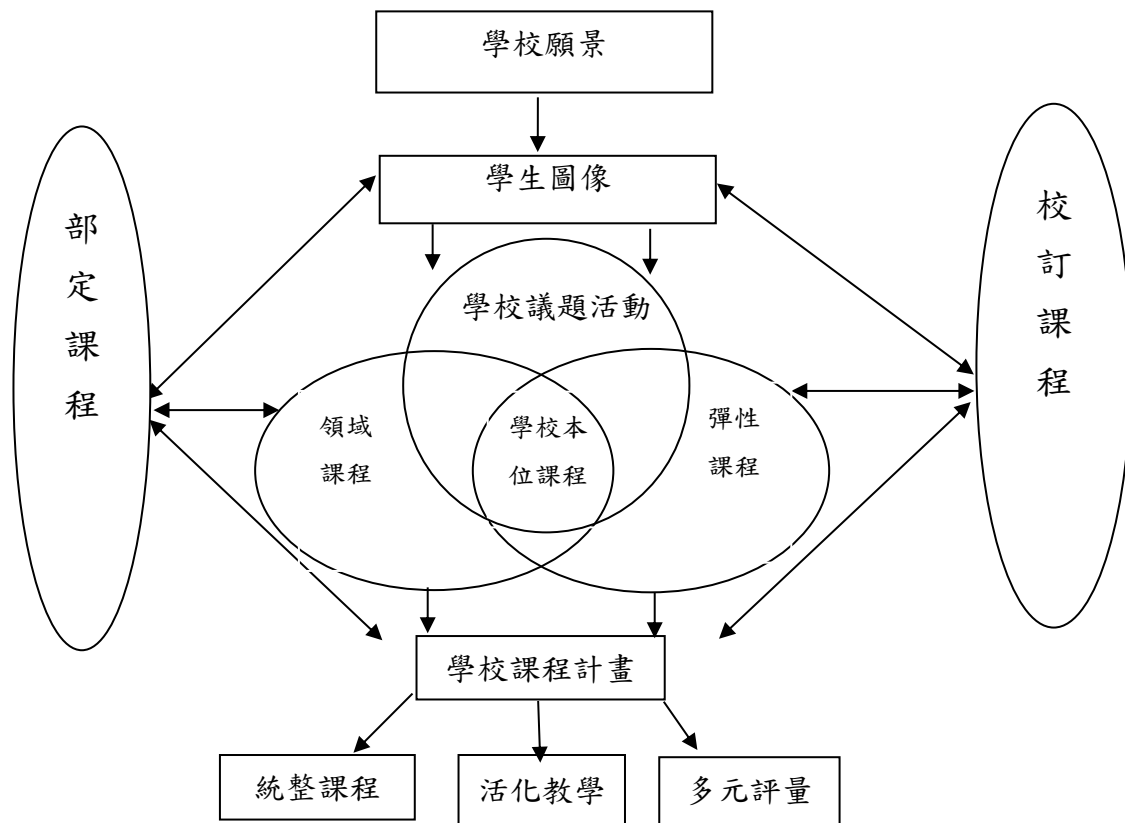 學校願景
學生圖像
部
定
課
程
校
訂
課
程
學校議題活動
領域
課程
學校本
位課程
彈性
課程
學校課程計畫
統整課程
活化教學
多元評量